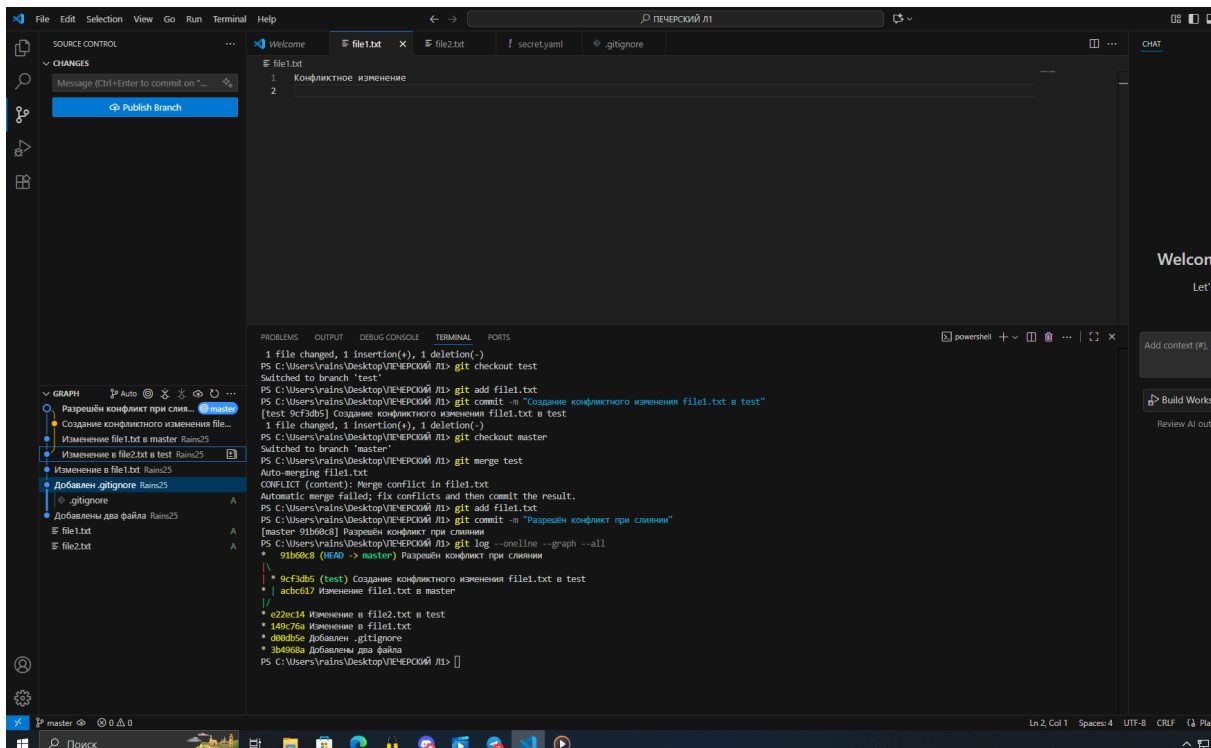 File Edit Selection View Go Run Terminal Help
ПЕЧЕРСКИЙ Л1
SOURCE CONTROL
CHANGES
Message (Ctrl+Enter to commit on "...
Publish Branch
Welcome
file1.txt
file2.txt
secret.yaml
.gitignore
file1.txt
1 Конфликтное изменение
2
CHAT
Welcon
Let'
Add context (#),
Build Works
Review AI out
PROBLEMS OUTPUT DEBUG CONSOLE TERMINAL PORTS
powershell
1 file changed, 1 insertion(+), 1 deletion(-)
PS C:\Users\rains\Desktop\ПЕЧЕРСКИЙ Л1> git checkout test
Switched to branch 'test'
PS C:\Users\rains\Desktop\ПЕЧЕРСКИЙ Л1> git add file1.txt
PS C:\Users\rains\Desktop\ПЕЧЕРСКИЙ Л1> git commit -m "Создание конфликтного изменения file1.txt в test"
[test 9cf3db5] Создание конфликтного изменения file1.txt в test
1 file changed, 1 insertion(+), 1 deletion(-)
PS C:\Users\rains\Desktop\ПЕЧЕРСКИЙ Л1> git checkout master
Switched to branch 'master'
PS C:\Users\rains\Desktop\ПЕЧЕРСКИЙ Л1> git merge test
Auto-merging file1.txt
CONFLICT (content): Merge conflict in file1.txt
Automatic merge failed; fix conflicts and then commit the result.
PS C:\Users\rains\Desktop\ПЕЧЕРСКИЙ Л1> git add file1.txt
PS C:\Users\rains\Desktop\ПЕЧЕРСКИЙ Л1> git commit -m "Разрешён конфликт при слиянии"
[master 91b60c8] Разрешён конфликт при слиянии
PS C:\Users\rains\Desktop\ПЕЧЕРСКИЙ Л1> git log --oneline --graph --all
* 91b60c8 (HEAD -> master) Разрешён конфликт при слиянии
|\
| * 9cf3db5 (test) Создание конфликтного изменения file1.txt в test
* | acbc617 Изменение file1.txt в master
|/
* e22ec14 Изменение в file2.txt в test
* 149c76a Изменение в file1.txt
* d00db5e Добавлен .gitignore
* 3b4968a Добавлены два файла
PS C:\Users\rains\Desktop\ПЕЧЕРСКИЙ Л1>
GRAPH Auto
Разрешён конфликт при слия... master
Создание конфликтного изменения file...
Изменение file1.txt в master Rains25
Изменение в file2.txt в test Rains25
Изменение в file1.txt Rains25
Добавлен .gitignore Rains25
.gitignore A
Добавлены два файла Rains25
file1.txt A
file2.txt A
master 0 0
Ln 2, Col 1 Spaces: 4 UTF-8 CRLF Pla
Поиск